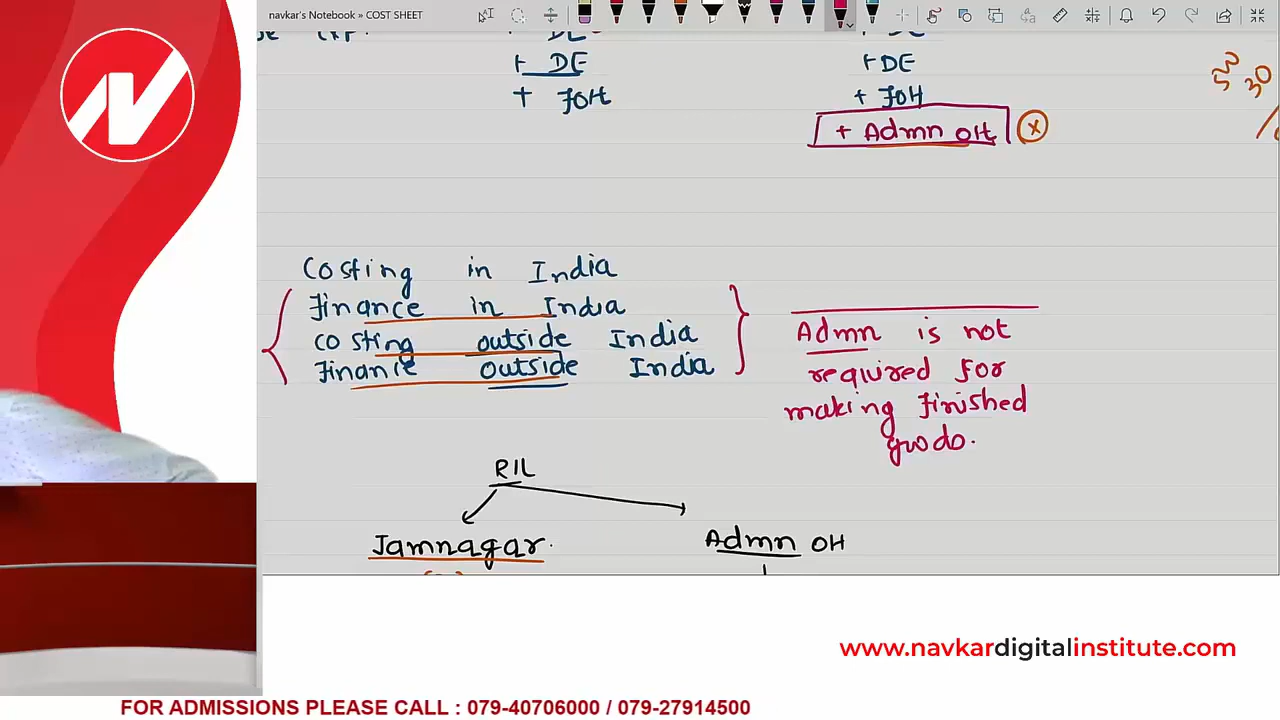 navkar's Notebook » COST SHEET
+ DE
+ DE
+ FOH
+ FOH
+ Admn OH
x
30
Costing in India
Finance in India
Costing outside India
Finance outside India
Admn is not
required for
making finished
goods.
RIL
Jamnagar
Admn OH
www.navkardigitalinstitute.com
FOR ADMISSIONS PLEASE CALL : 079-40706000 / 079-27914500